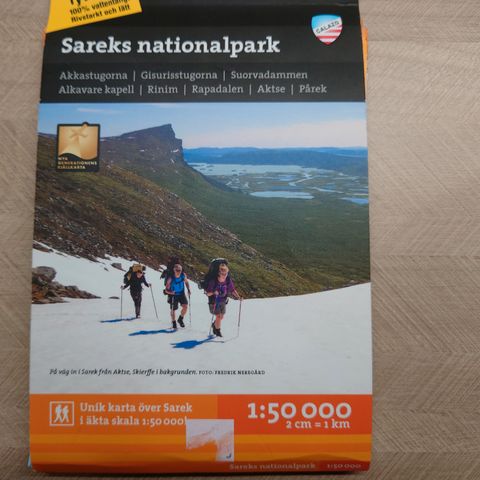 100% vattentålig
Rivstarkt och lätt
CALAZO
Sareks nationalpark
Akkastugorna | Gisurisstugorna | Suorvadammen
Alkavare kapell | Rinim | Rapadalen | Aktse | Pårek
NYA
GENERATIONENS
FJÄLLKARTA
På väg in i Sarek från Aktse, Skierffe i bakgrunden. FOTO: FREDRIK NEREGÅRD
Unik karta över Sarek
i äkta skala 1:50 000!
1:50 000
2 cm = 1 km
Sareks nationalpark 1:50 000